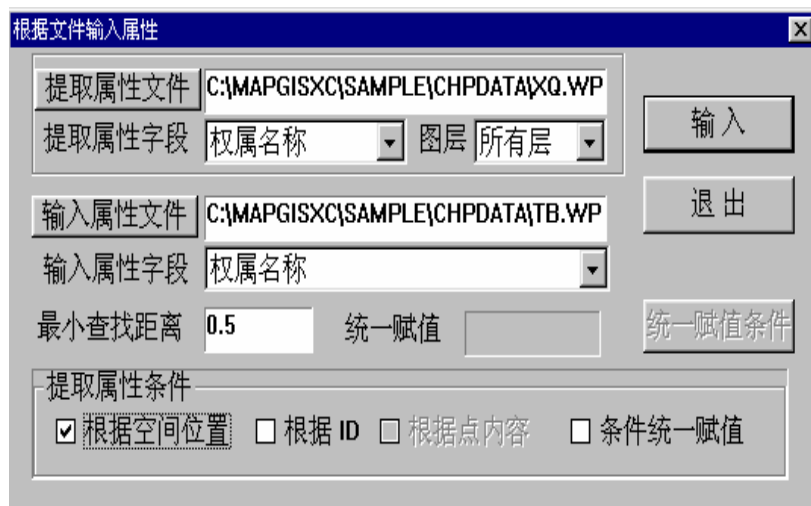 根据文件输入属性
提取属性文件 C:\MAPGISXC\SAMPLE\CHPDATA\XQ.WP
输入
提取属性字段 权属名称 图层 所有层
退出
输入属性文件 C:\MAPGISXC\SAMPLE\CHPDATA\TB.WP
输入属性字段 权属名称
最小查找距离 0.5 统一赋值 统一赋值条件
提取属性条件
根据空间位置 根据 ID 根据点内容 条件统一赋值